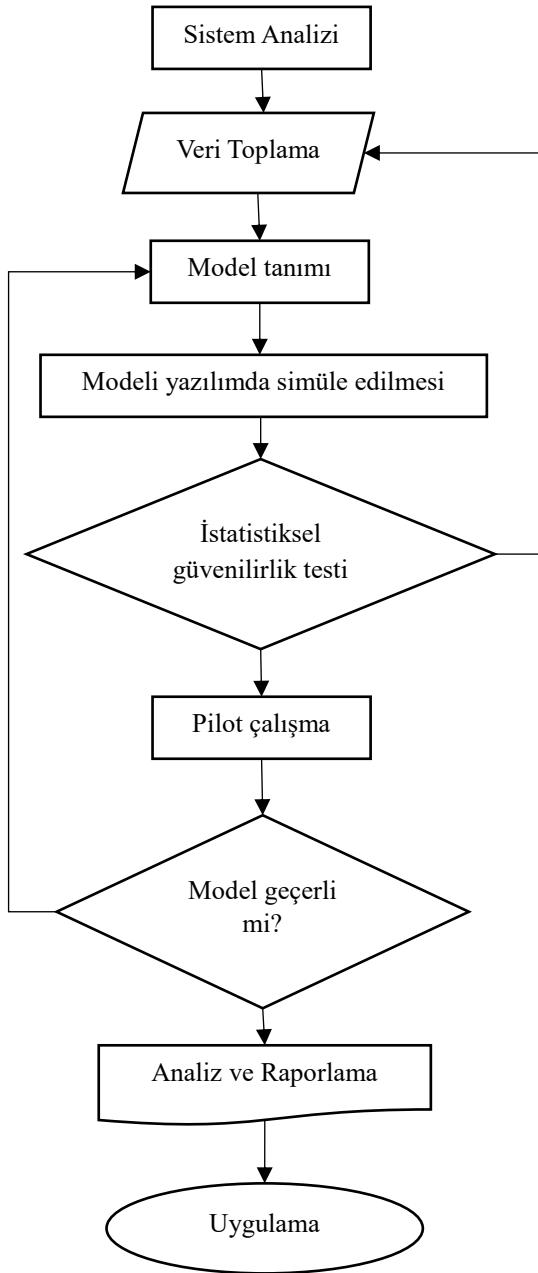 Sistem Analizi
Veri Toplama
Model tanımı
Modeli yazılımda simüle edilmesi
İstatistiksel
güvenilirlik testi
Pilot çalışma
Model geçerli
mi?
Analiz ve Raporlama
Uygulama